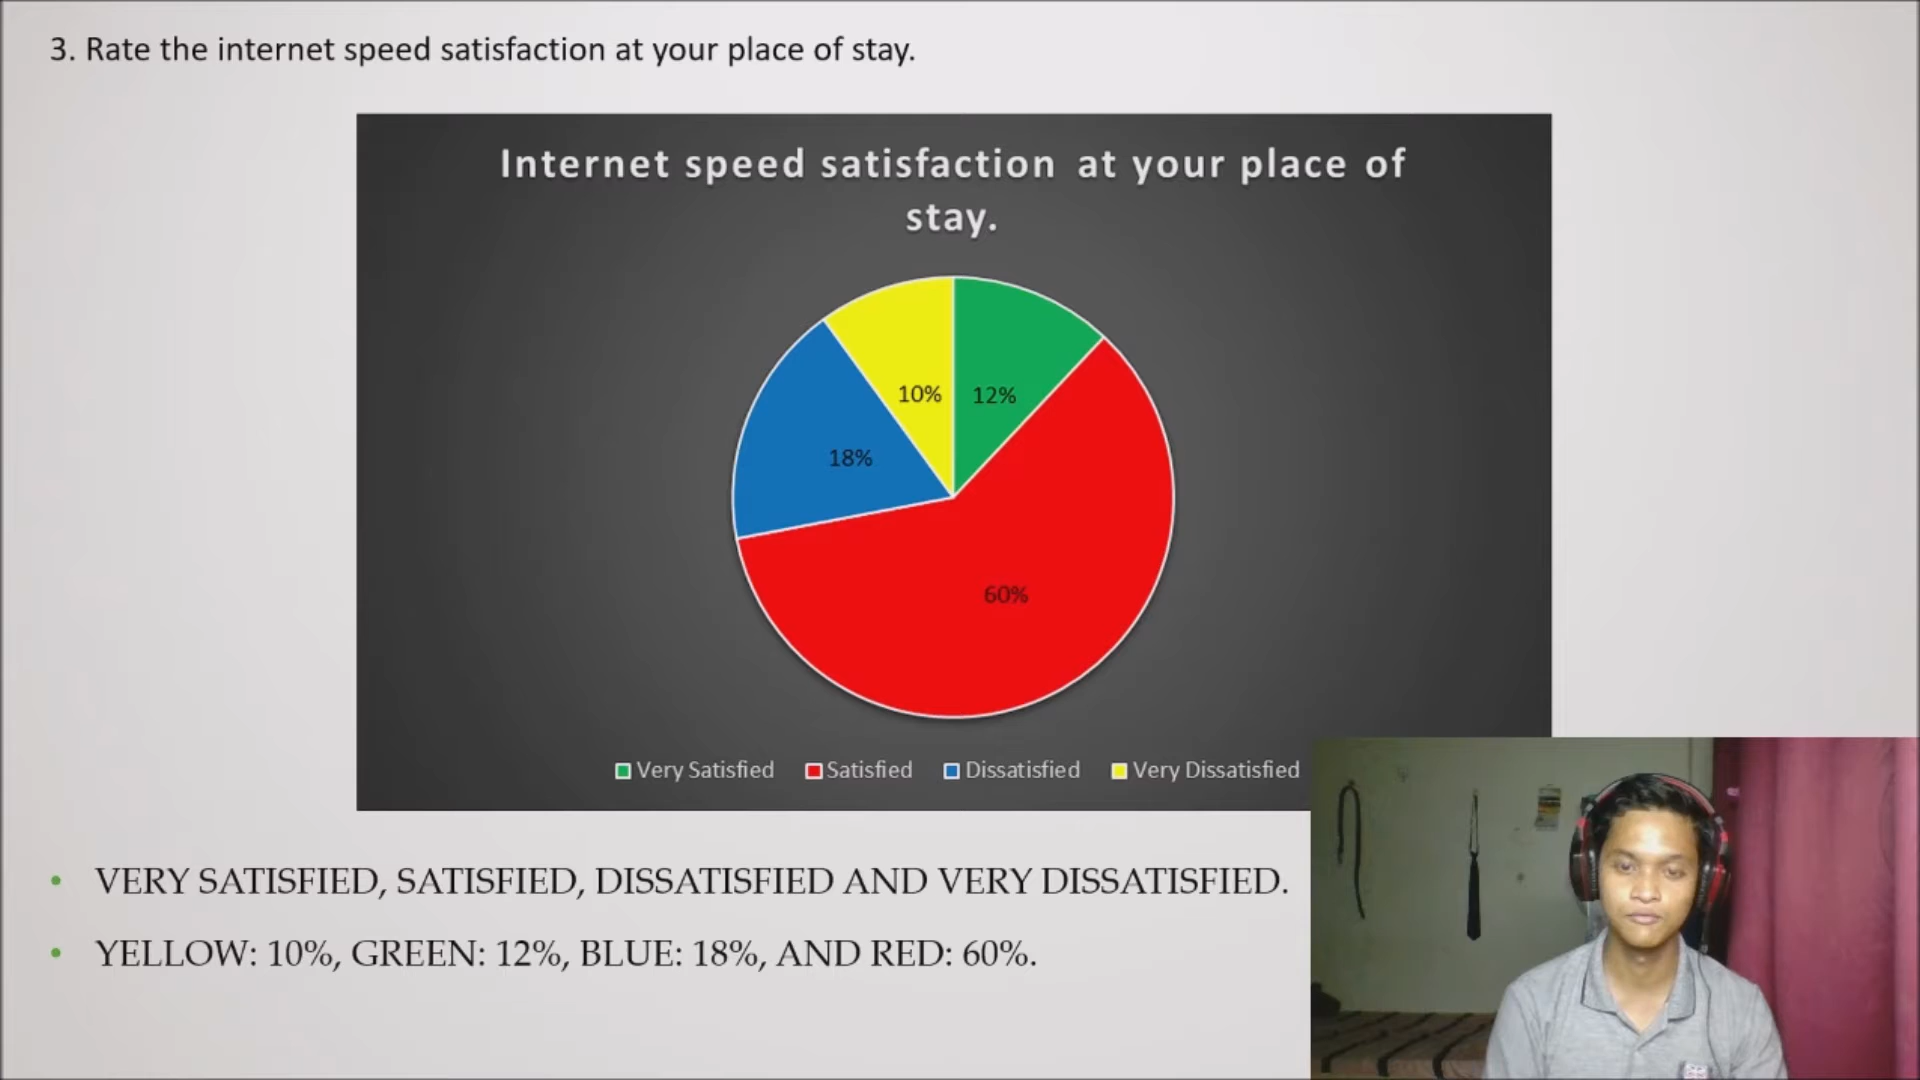 3. Rate the internet speed satisfaction at your place of stay.
Internet speed satisfaction at your place of
stay.
10%
12%
18%
60%
Very Satisfied
Satisfied
Dissatisfied
Very Dissatisfied
• VERY SATISFIED, SATISFIED, DISSATISFIED AND VERY DISSATISFIED.
• YELLOW: 10%, GREEN: 12%, BLUE: 18%, AND RED: 60%.